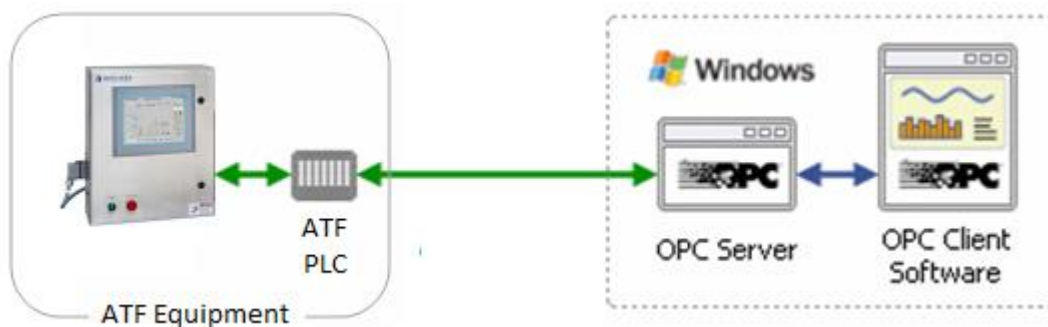 Windows
OPC
OPC
ATF
PLC
OPC Server
OPC Client
Software
ATF Equipment